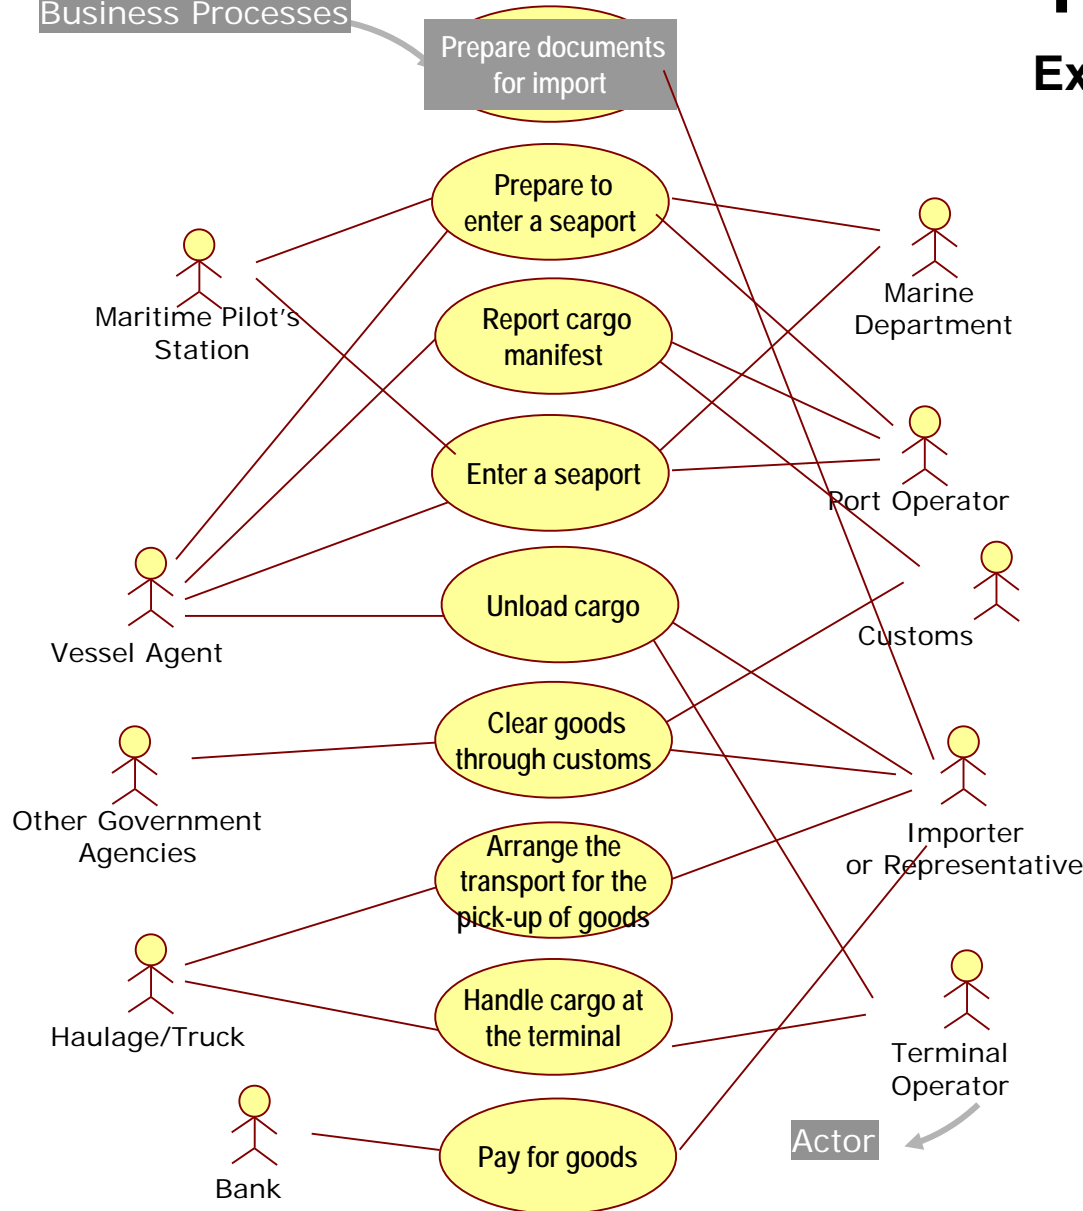 Business Processes
Prepare documents
for import
Ex
Prepare to
enter a seaport
Maritime Pilot's
Station
Marine
Department
Report cargo
manifest
Enter a seaport
Port Operator
Unload cargo
Vessel Agent
Customs
Clear goods
through customs
Other Government
Agencies
Importer
or Representative
Arrange the
transport for the
pick-up of goods
Haulage/Truck
Handle cargo at
the terminal
Terminal
Operator
Actor
Pay for goods
Bank